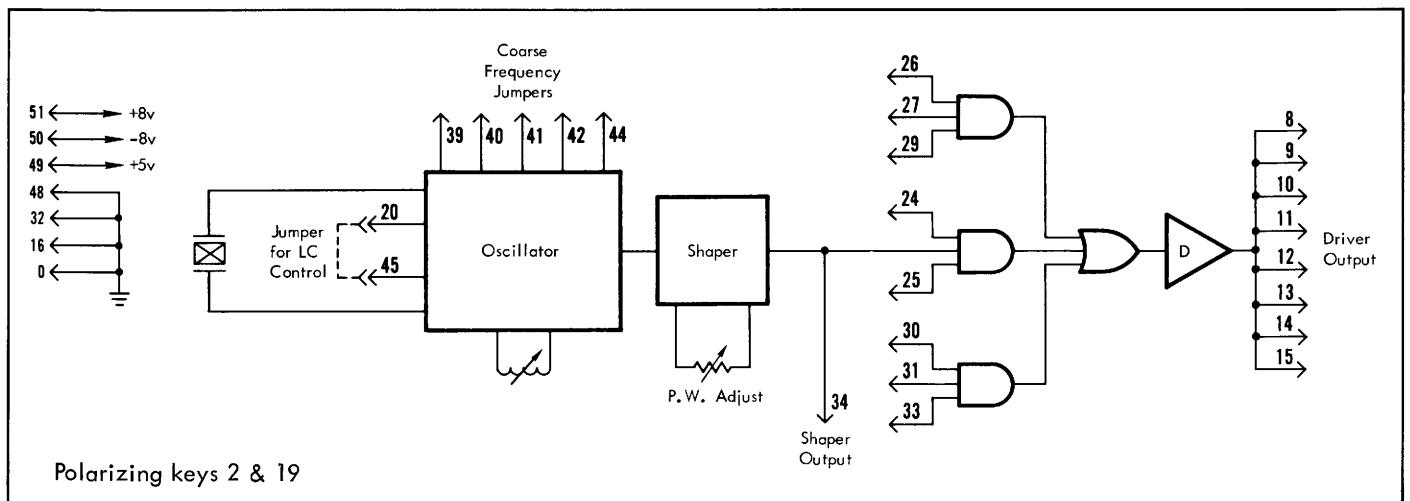 51 +8v
50 -8v
49 +5v
48
32
16
0
Coarse
Frequency
Jumpers
39 40 41 42 44
Jumper
for LC
Control
20
45
Oscillator
Shaper
P.W. Adjust
34
Shaper
Output
26
27
29
24
25
30
31
33
D
8
9
10
11
12
13
14
15
Driver
Output
Polarizing keys 2 & 19